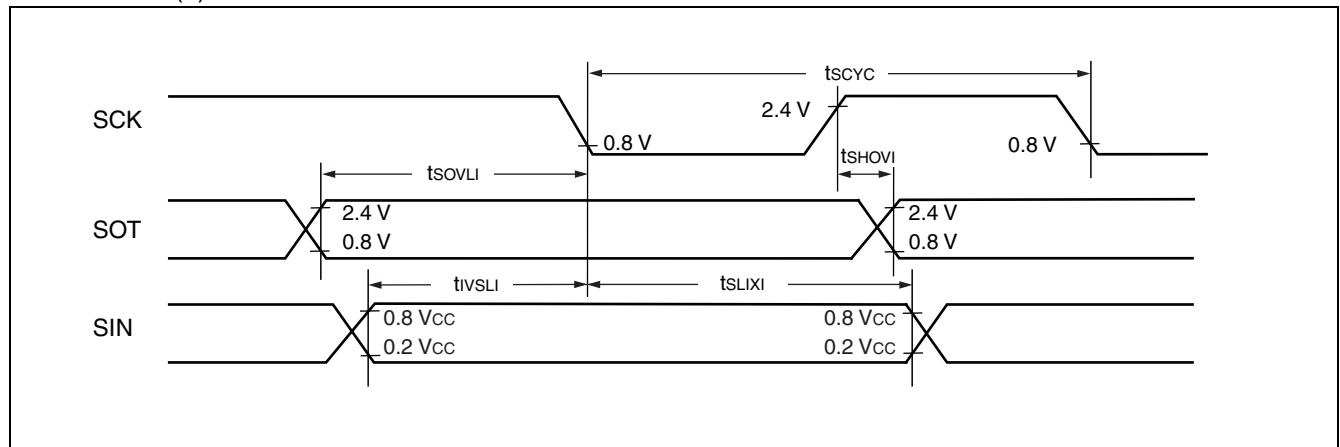 (s)
tSCYC
SCK
2.4 V
0.8 V
0.8 V
tSHOVI
tSOVLI
SOT
2.4 V
2.4 V
0.8 V
0.8 V
tIVSLI
tSLIXI
SIN
0.8 VCC
0.8 VCC
0.2 VCC
0.2 VCC